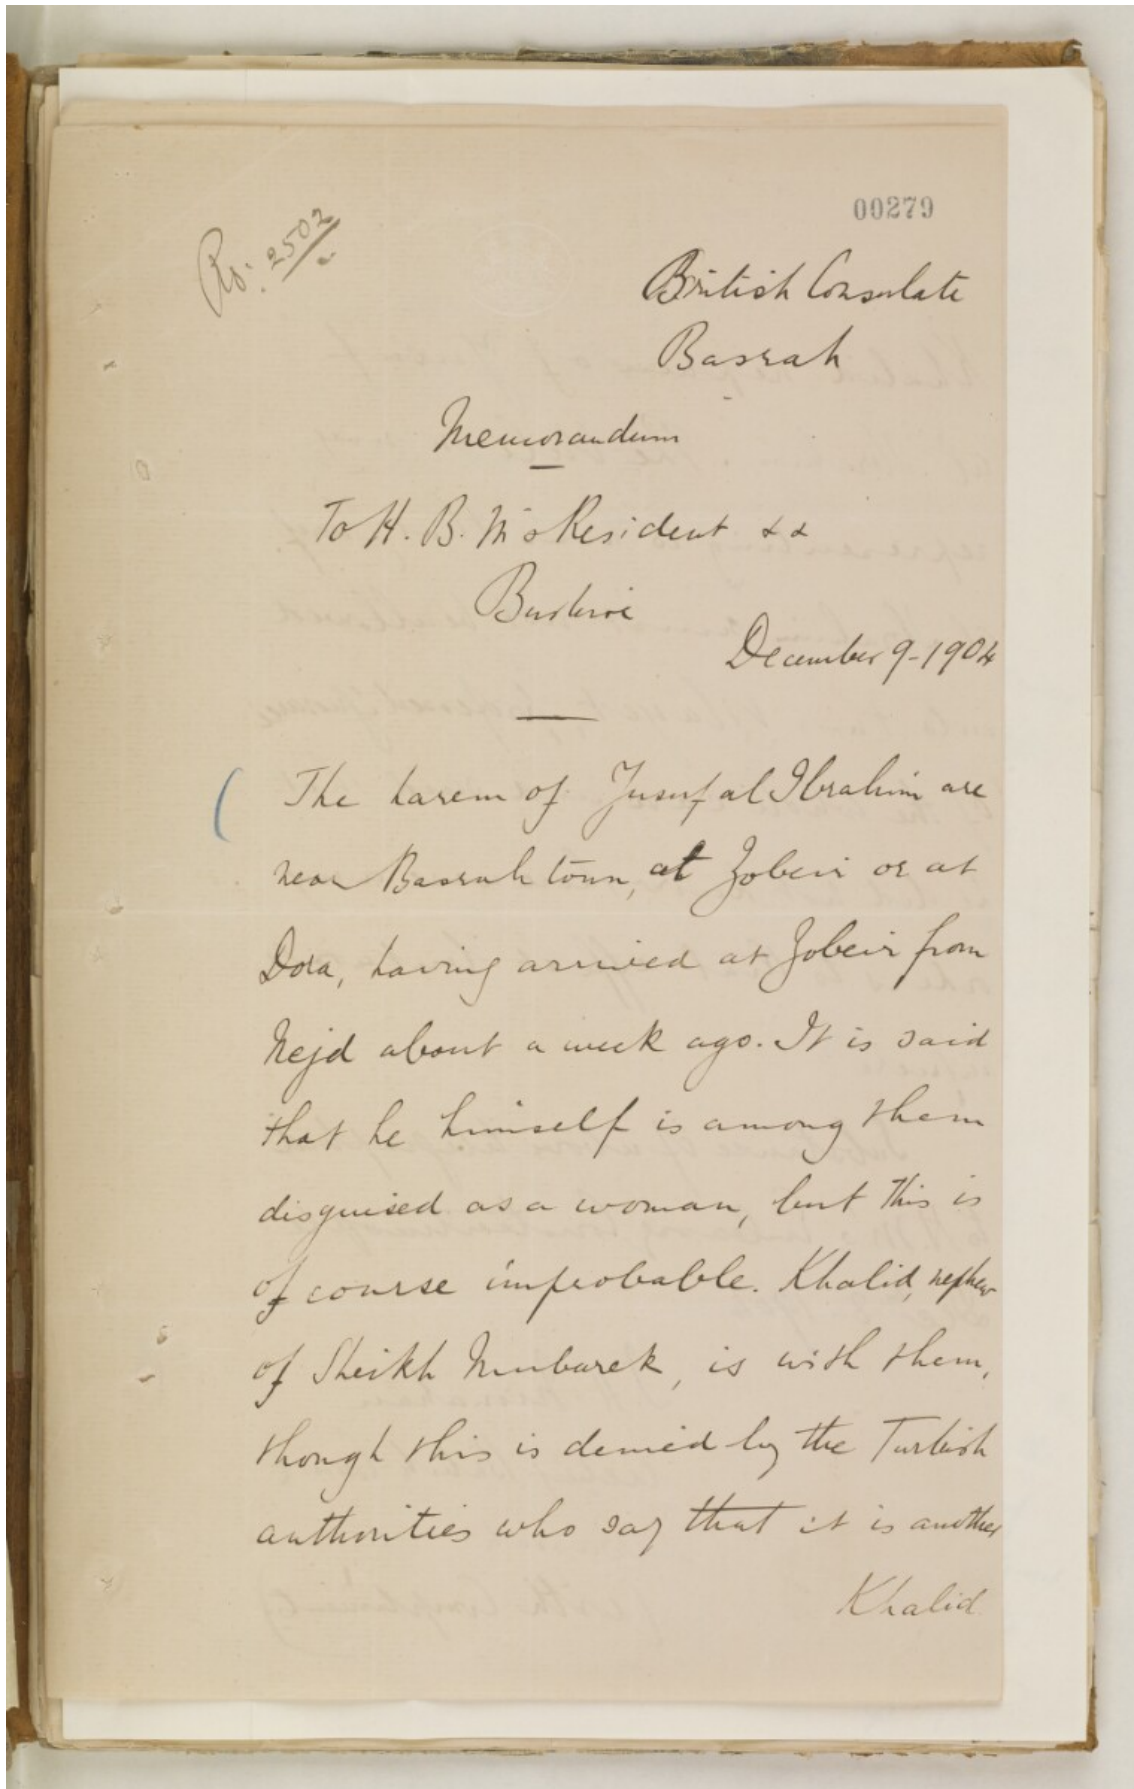 00279
2502
British Consulate
Basrah
Memorandum
To H. B. M's Resident &c
Bushire
December 9-1904
The harem of Yusuf al Ibrahim are
near Basrah town, at Zobeir or at
Dora, having arrived at Zobeir from
Nejd about a week ago. It is said
that he himself is among them
disguised as a woman, but this is
of course improbable. Khalid, nephew
of Sheikh Mubarek, is with them,
though this is denied by the Turkish
authorities who say that it is another
Khalid